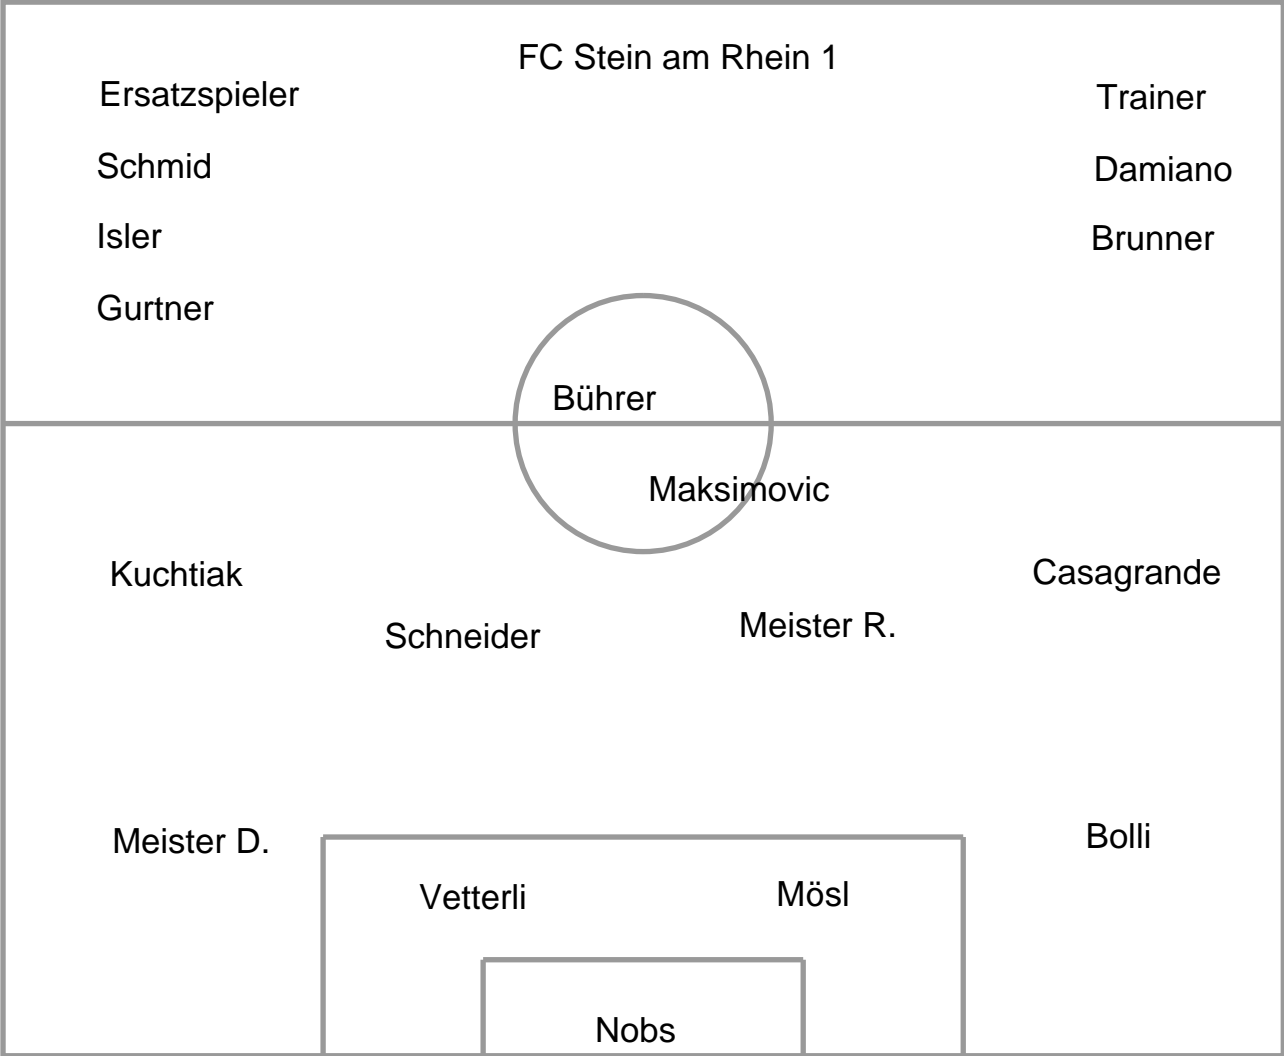 FC Stein am Rhein 1
Ersatzspieler
Schmid
Isler
Gurtner
Trainer
Damiano
Brunner
Bührer
Maksimovic
Kuchtiak
Casagrande
Schneider
Meister R.
Meister D.
Bolli
Vetterli
Mösl
Nobs